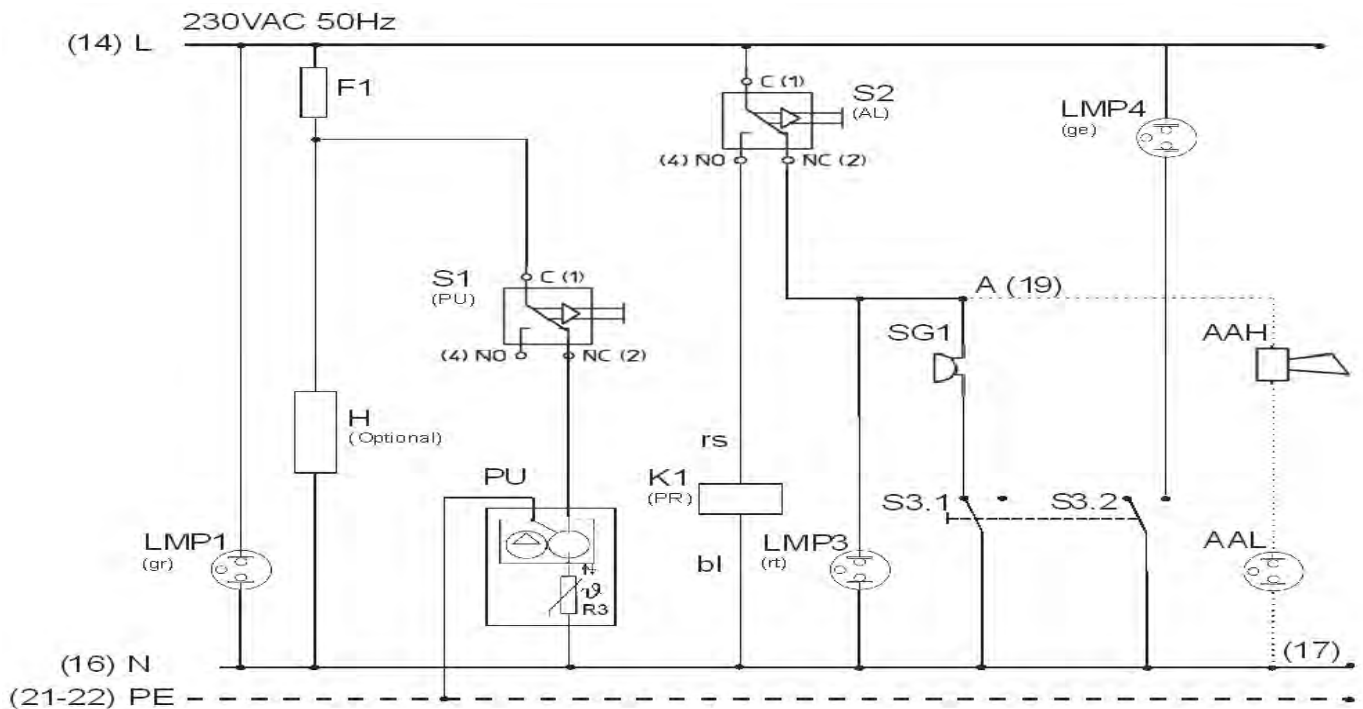 230VAC 50Hz
(14) L
F1
C (1)
S2
(AL)
LMP4
(ge)
(4) NO
NC (2)
S1
(PU)
C (1)
A (19)
SG1
AAH
(4) NO
NC (2)
H
(Optional)
rs
PU
K1
(PR)
S3.1
S3.2
LMP1
(gr)
bl
LMP3
(rt)
AAL
ϑ
R3
(16) N
(17)
(21-22) PE